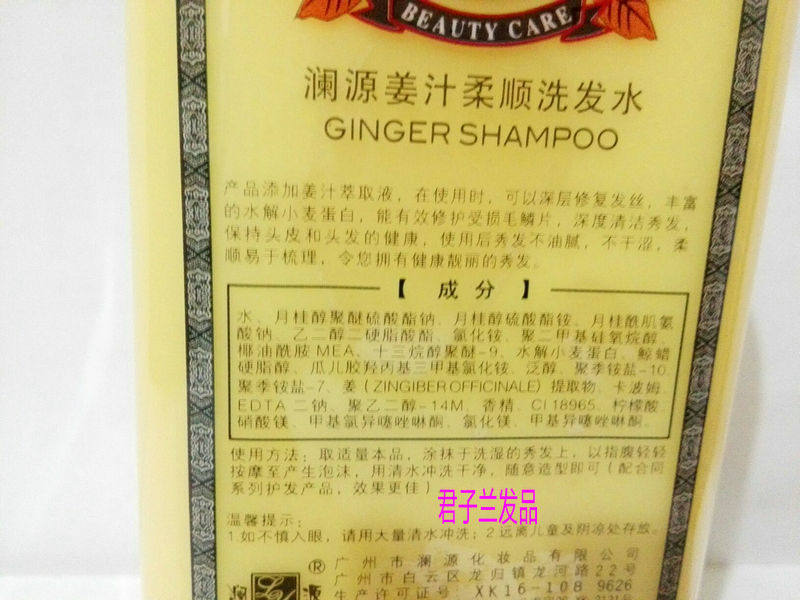 BEAUTY CARE
澜源姜汁柔顺洗发水
GINGER SHAMPOO
产品添加姜汁萃取液，在使用时，可以深层修复发丝，丰富
的水解小麦蛋白，能有效修护受损毛鳞片，深度清洁秀发，
保持头皮和头发的健康，使用后秀发不油腻，不干涩，柔
顺易于梳理，令您拥有健康靓丽的秀发。
【成分】
水、月桂醇聚醚硫酸酯钠、月桂醇硫酸酯铵、月桂酰肌氨
酸钠、乙二醇二硬脂酸酯、氯化铵、聚二甲基硅氧烷醇、
椰油酰胺MEA、十三烷醇聚醚-9、水解小麦蛋白、鲸蜡
硬脂醇、瓜儿胶羟丙基三甲基氯化铵、泛醇、聚季铵盐-10、
聚季铵盐-7、姜（ZINGIBER OFFICINALE）提取物、卡波姆、
EDTA二钠、聚乙二醇-14M、香精、CI 18965、柠檬酸、
硝酸镁、甲基氯异噻唑啉酮、氯化镁、甲基异噻唑啉酮。
使用方法：取适量本品，涂抹于洗湿的秀发上，以指腹轻轻
按摩至产生泡沫，用清水冲洗干净，随意造型即可（配合同
系列护发产品，效果更佳）
君子兰发品
温馨提示：
1.如不慎入眼，请用大量清水冲洗；2.远离儿童及阴凉处存放。
澜 源 ®
广州市澜源化妆品有限公司
广州市白云区龙归镇龙河路22号
生产许可证号 XK16-108 9626